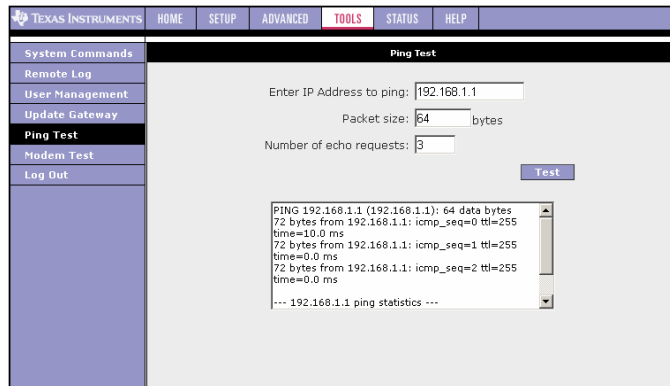 TEXAS INSTRUMENTS HOME SETUP ADVANCED TOOLS STATUS HELP
System Commands
Remote Log
User Management
Update Gateway
Ping Test
Modem Test
Log Out
Ping Test
Enter IP Address to ping: 192.168.1.1
Packet size: 64 bytes
Number of echo requests: 3
Test
PING 192.168.1.1 (192.168.1.1): 64 data bytes
72 bytes from 192.168.1.1: icmp_seq=0 ttl=255
time=10.0 ms
72 bytes from 192.168.1.1: icmp_seq=1 ttl=255
time=0.0 ms
72 bytes from 192.168.1.1: icmp_seq=2 ttl=255
time=0.0 ms
--- 192.168.1.1 ping statistics ---